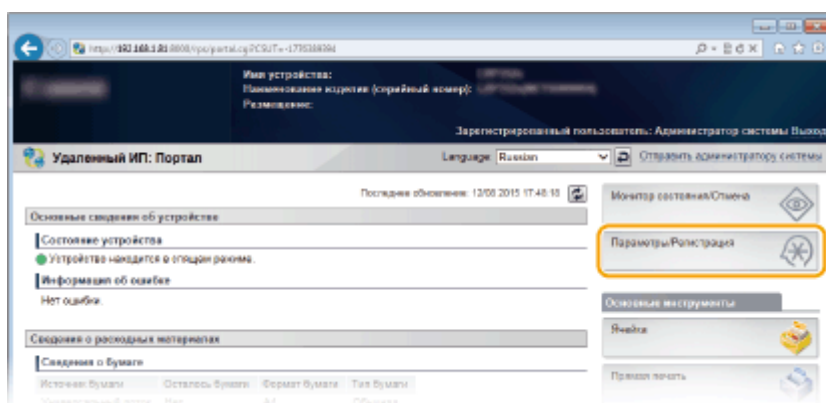 Имя устройства:
Наименование изделия (серийный номер):
Размещение:
Зарегистрированный пользователь: Администратор системы Выход
Удаленный ИП: Портал
Language: Russian
Отправить администратору системы
Последнее обновление: 12/08 2015 17:48:18
Монитор состояния/Отмена
Основные сведения об устройстве
Состояние устройства
Параметры/Регистрация
Устройство находится в спящем режиме.
Информация об ошибке
Нет ошибки.
Основные инструменты
Ячейка
Сведения о расходных материалах
Сведения о бумаге
Прямая печать
Источник бумаги Осталось бумаги Формат бумаги Тип бумаги